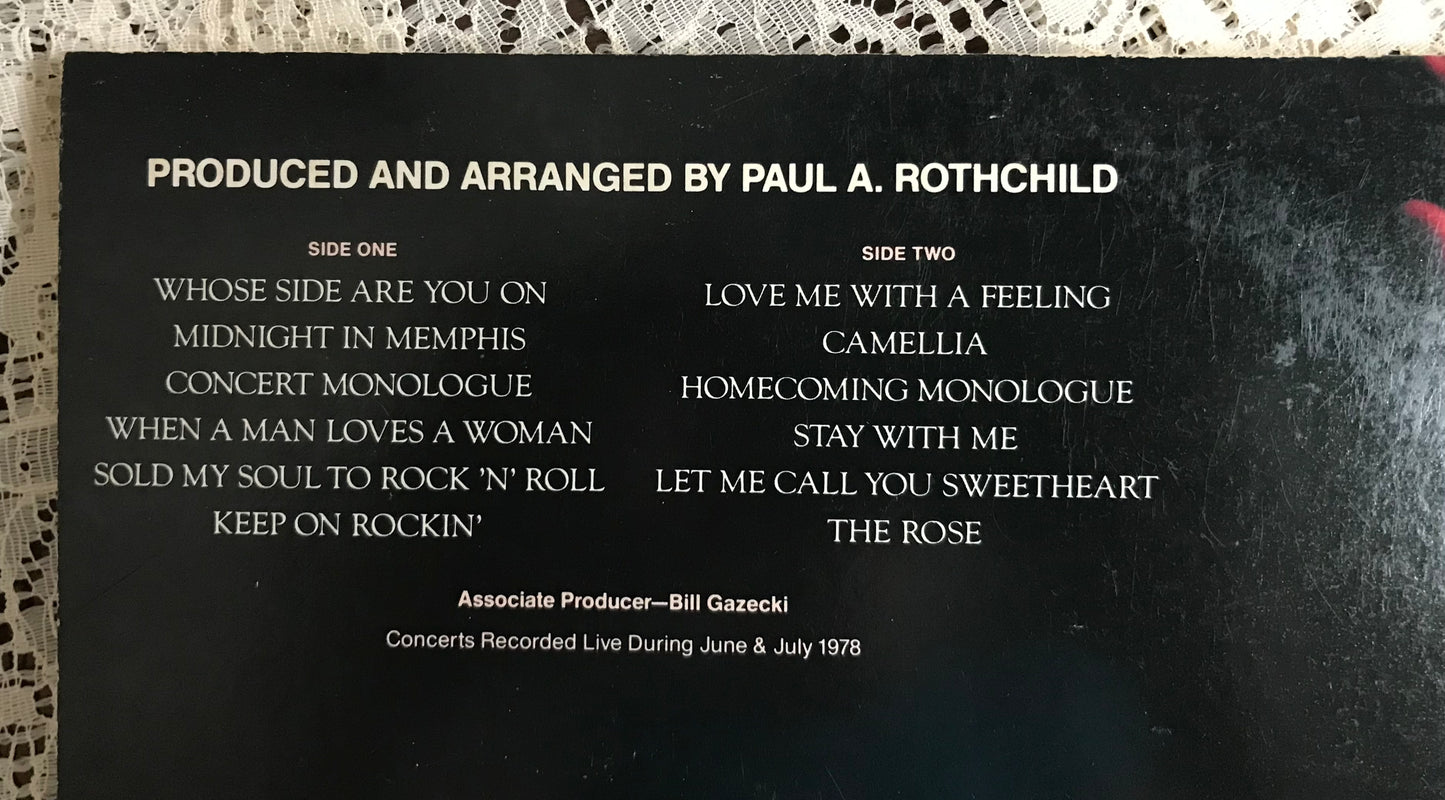 PRODUCED AND ARRANGED BY PAUL A. ROTHCHILD
SIDE ONE
WHOSE SIDE ARE YOU ON
MIDNIGHT IN MEMPHIS
CONCERT MONOLOGUE
WHEN A MAN LOVES A WOMAN
SOLD MY SOUL TO ROCK 'N' ROLL
KEEP ON ROCKIN'
SIDE TWO
LOVE ME WITH A FEELING
CAMELLIA
HOMECOMING MONOLOGUE
STAY WITH ME
LET ME CALL YOU SWEETHEART
THE ROSE
Associate Producer—Bill Gazecki
Concerts Recorded Live During June & July 1978